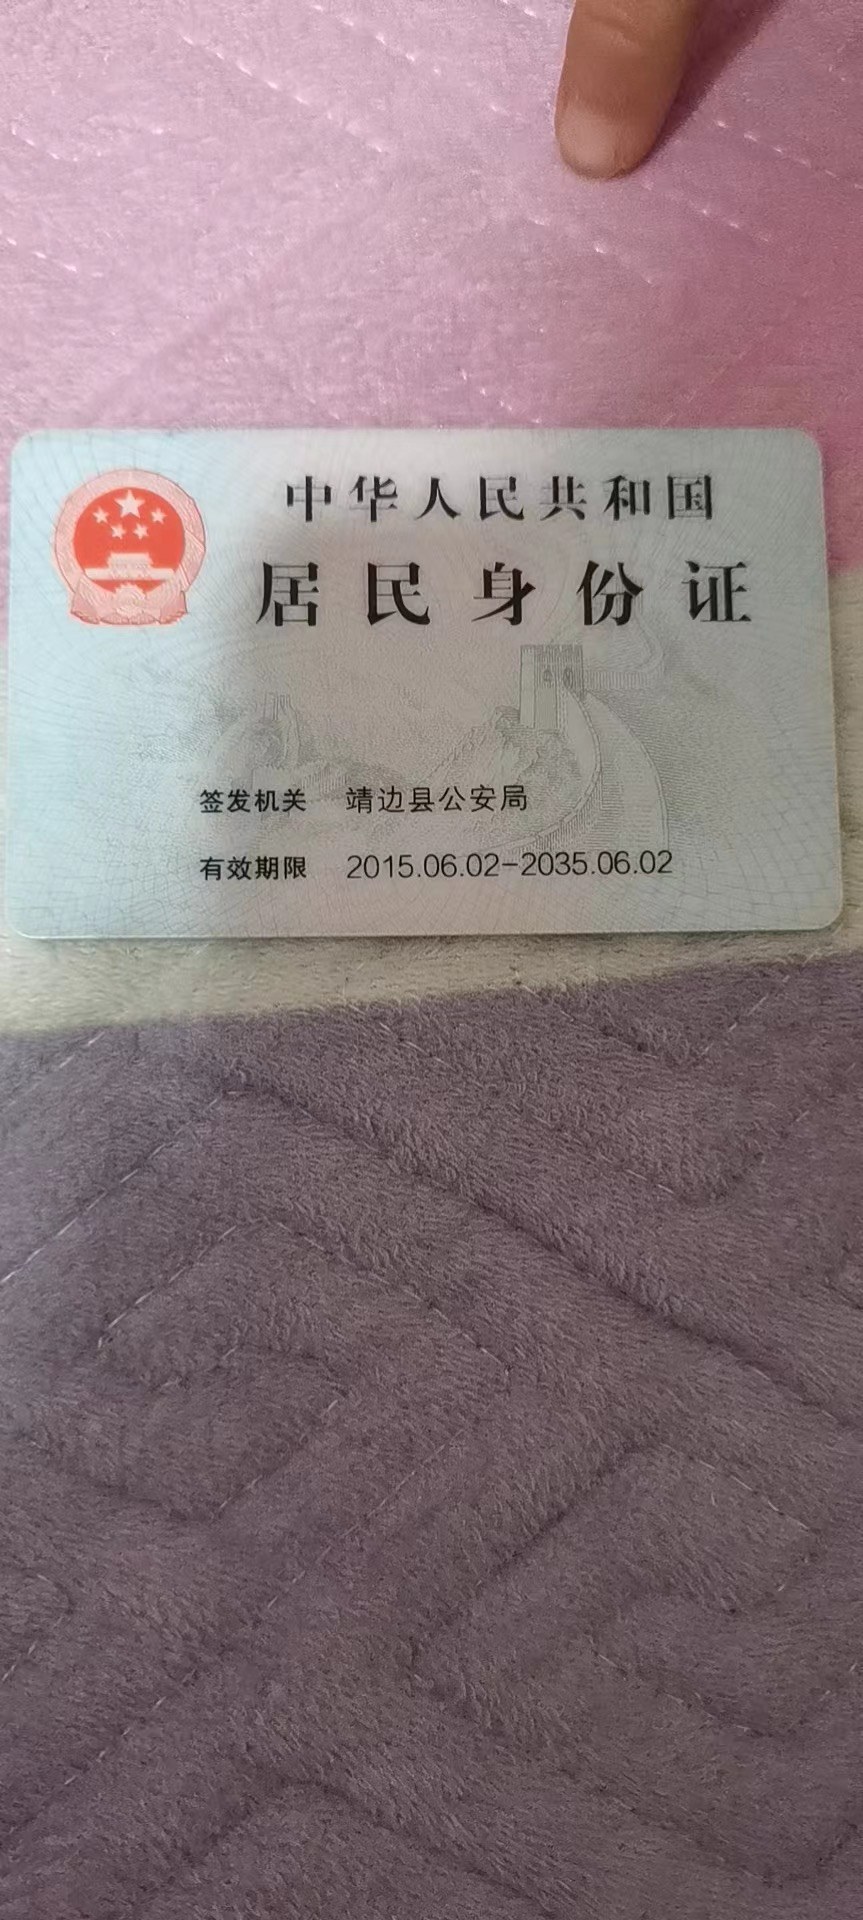 中华人民共和国
居民身份证
签发机关 靖边县公安局
有效期限 2015.06.02-2035.06.02